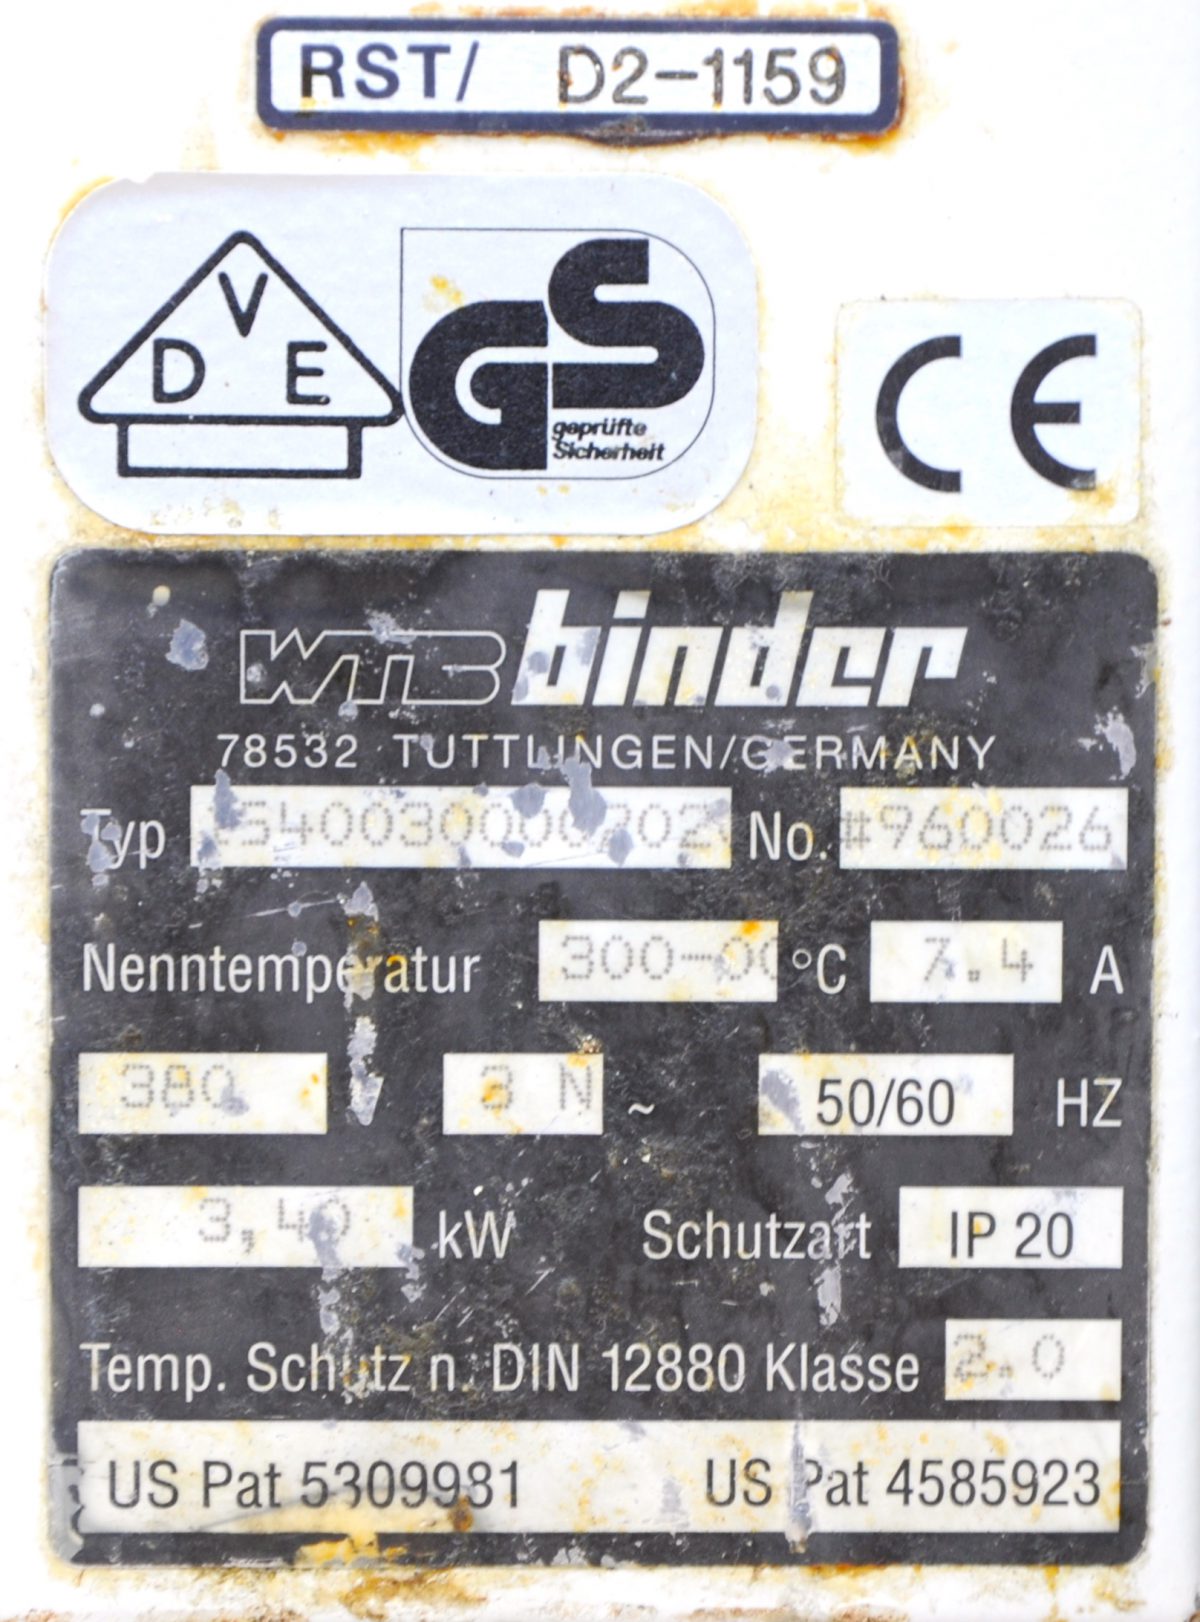 RST/ D2-1159
V
D E
GS
geprüfte
Sicherheit
CE
WTB binder
78532 TUTTLINGEN/GERMANY
Typ No. #960026
Nenntemperatur 300-00 °C 7.4 A
380 3 N ~ 50/60 HZ
3,40 kW Schutzart IP 20
Temp. Schutz n. DIN 12880 Klasse 2.0
US Pat 5309981 US Pat 4585923